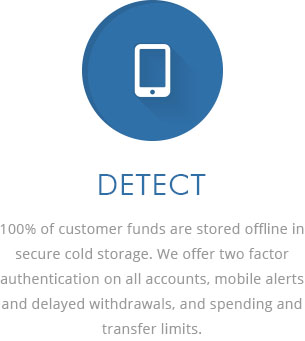 DETECT
100% of customer funds are stored offline in
secure cold storage. We offer two factor
authentication on all accounts, mobile alerts
and delayed withdrawals, and spending and
transfer limits.